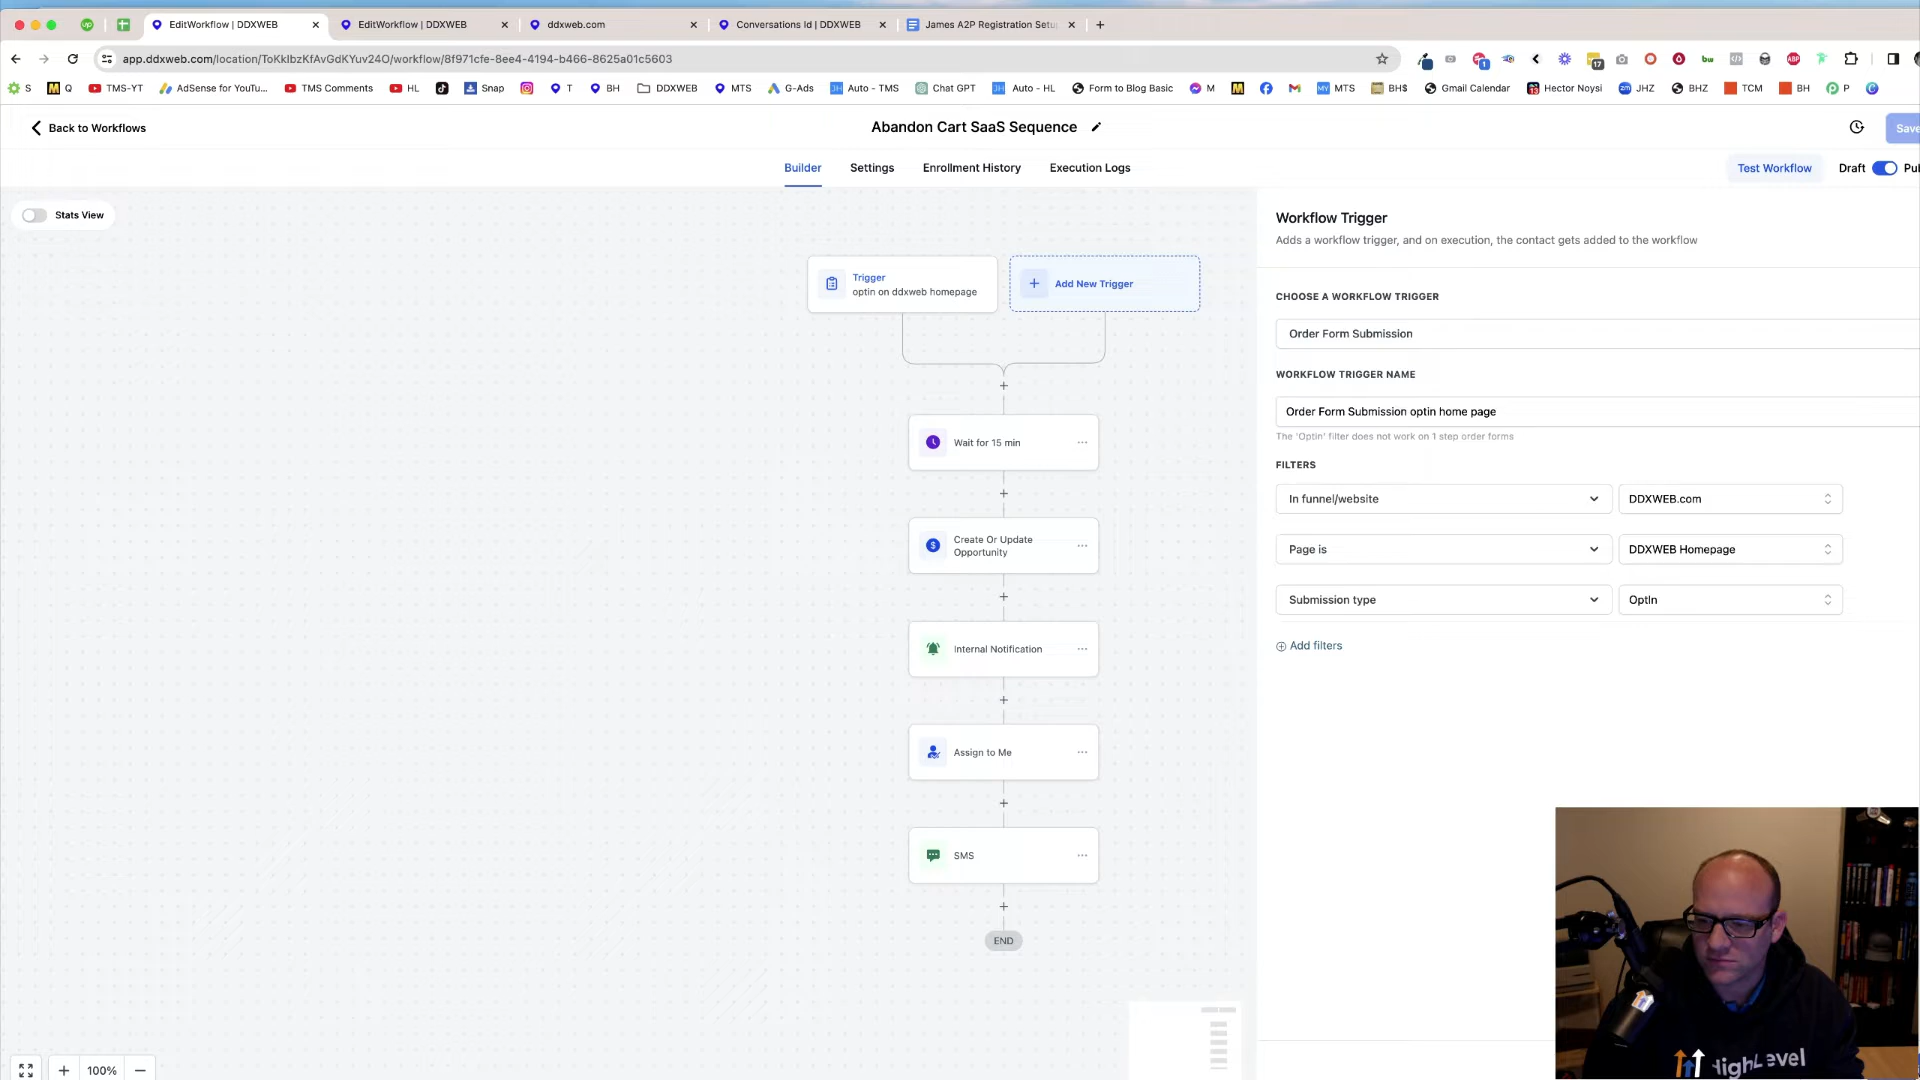 EditWorkflow | DDXWEB
EditWorkflow | DDXWEB
ddxweb.com
Conversations Id | DDXWEB
James A2P Registration Setu
app.ddxweb.com/location/ToKkIbzKfAvGdKYuv24O/workflow/8f971cfe-8ee4-4194-b466-8625a01c5603
S
Q
TMS-YT
AdSense for YouTu...
TMS Comments
HL
Snap
T
BH
DDXWEB
MTS
G-Ads
Auto - TMS
Chat GPT
Auto - HL
Form to Blog Basic
M
MTS
BH$
Gmail Calendar
Hector Noysi
JHZ
BHZ
TCM
BH
P
Back to Workflows
Abandon Cart SaaS Sequence
Save
Builder
Settings
Enrollment History
Execution Logs
Test Workflow
Draft
Pu
Stats View
Trigger
optin on ddxweb homepage
Add New Trigger
Wait for 15 min
Create Or Update
Opportunity
Internal Notification
Assign to Me
SMS
END
100%
Workflow Trigger
Adds a workflow trigger, and on execution, the contact gets added to the workflow
CHOOSE A WORKFLOW TRIGGER
Order Form Submission
WORKFLOW TRIGGER NAME
Order Form Submission optin home page
The 'OptIn' filter does not work on 1 step order forms
FILTERS
In funnel/website
DDXWEB.com
Page is
DDXWEB Homepage
Submission type
OptIn
Add filters
HighLevel